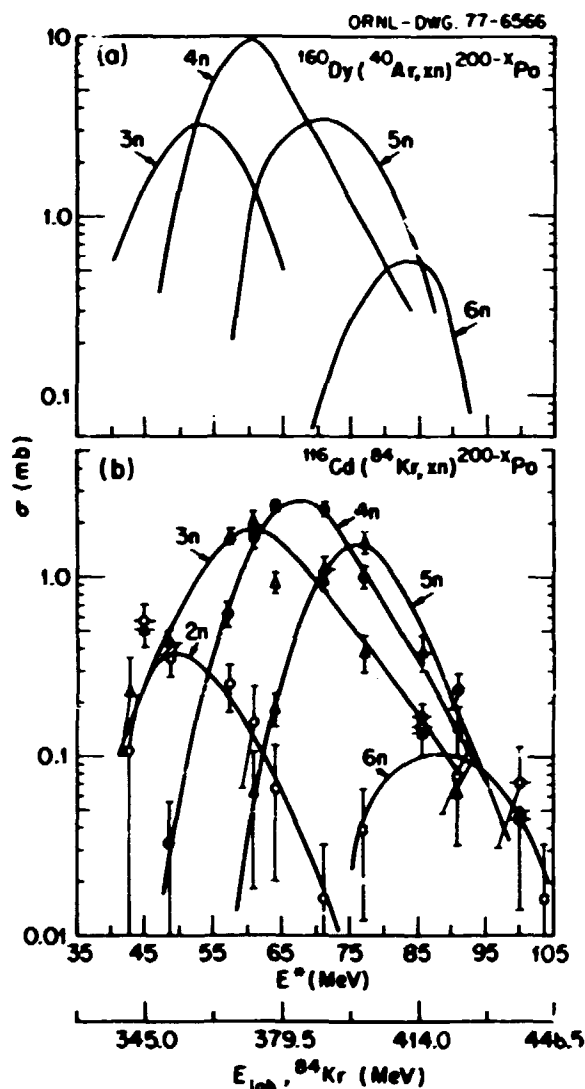 ORNL-DWG. 77-6566
(a) ¹⁶⁰Dy(⁴⁰Ar,xn)²⁰⁰⁻ˣPo
10
1.0
0.1
3n
4n
5n
6n
σ (mb)
(b) ¹¹⁶Cd(⁸⁴Kr,xn)²⁰⁰⁻ˣPo
1.0
0.1
0.01
2n
3n
4n
5n
6n
35 45 55 65 75 85 95 105
E* (MeV)
345.0 379.5 414.0 448.5
E lab, ⁸⁴Kr (MeV)